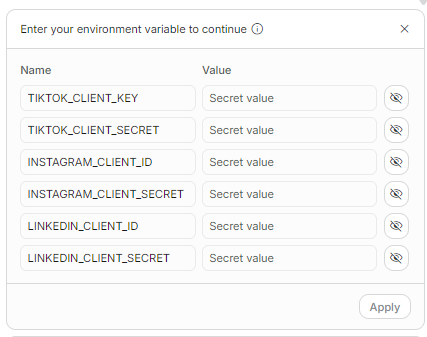 Enter your environment variable to continue
Name Value
TIKTOK_CLIENT_KEY Secret value
TIKTOK_CLIENT_SECRET Secret value
INSTAGRAM_CLIENT_ID Secret value
INSTAGRAM_CLIENT_SECRET Secret value
LINKEDIN_CLIENT_ID Secret value
LINKEDIN_CLIENT_SECRET Secret value
Apply